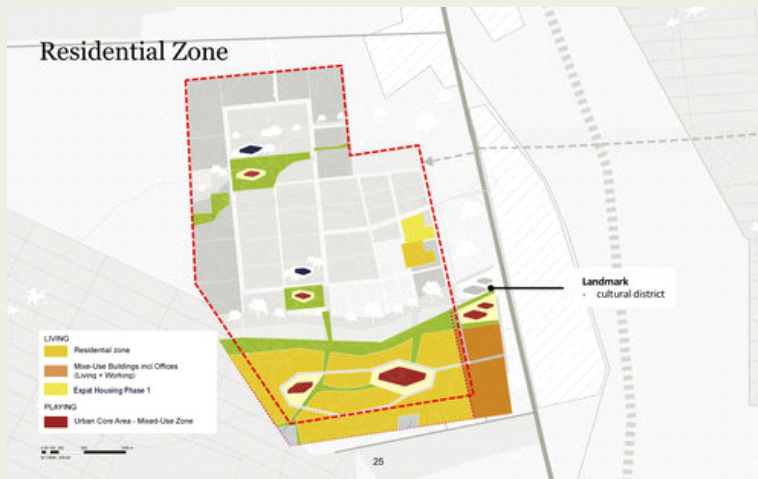 Residential Zone
Landmark
- cultural district
LIVING
Residential zone
Mixe-Use Buildings incl Offices
(Living + Working)
Expat Housing Phase 1
PLAYING
Urban Core Area - Mixed-Use Zone
25